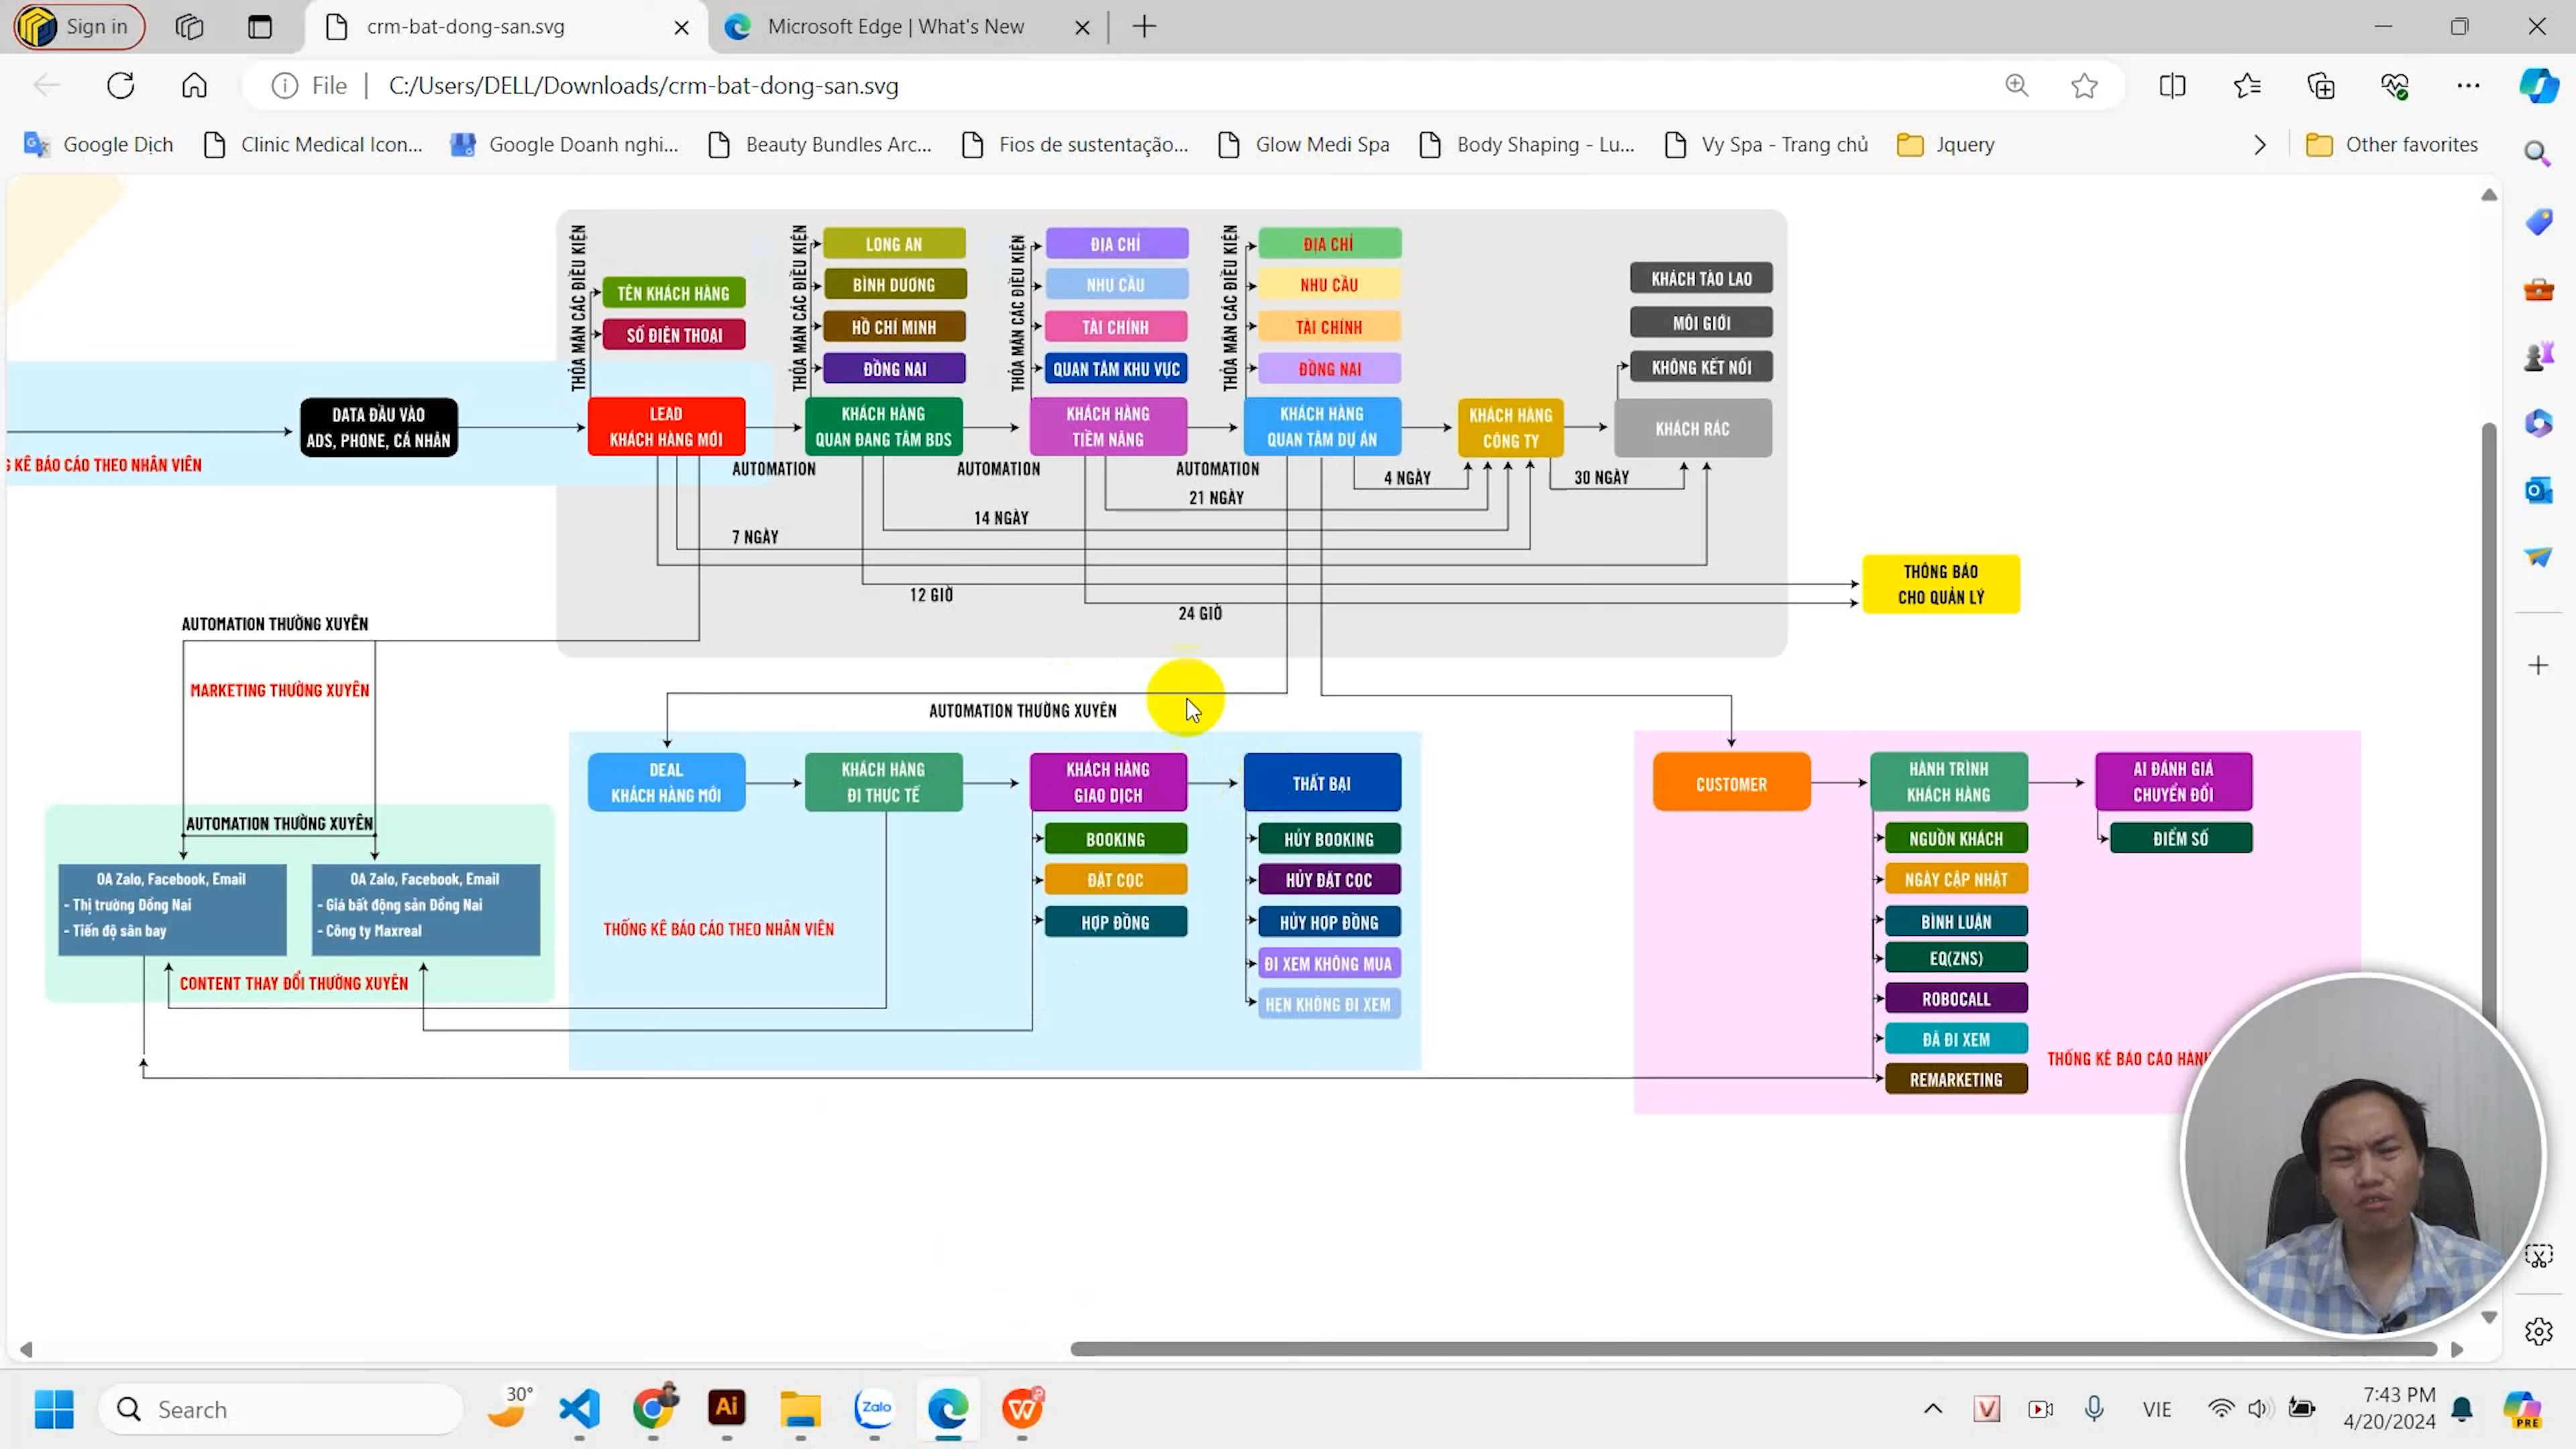 Sign in
crm-bat-dong-san.svg
Microsoft Edge | What's New
File
C:/Users/DELL/Downloads/crm-bat-dong-san.svg
Google Dịch
Clinic Medical Icon...
Google Doanh nghi...
Beauty Bundles Arc...
Fios de sustentação...
Glow Medi Spa
Body Shaping - Lu...
Vy Spa - Trang chủ
Jquery
Other favorites
THỎA MÃN CÁC ĐIỀU KIỆN
TÊN KHÁCH HÀNG
SỐ ĐIỆN THOẠI
THỎA MÃN CÁC ĐIỀU KIỆN
LONG AN
BÌNH DƯƠNG
HỒ CHÍ MINH
ĐỒNG NAI
THỎA MÃN CÁC ĐIỀU KIỆN
ĐỊA CHỈ
NHU CẦU
TÀI CHÍNH
QUAN TÂM KHU VỰC
THỎA MÃN CÁC ĐIỀU KIỆN
ĐỊA CHỈ
NHU CẦU
TÀI CHÍNH
ĐỒNG NAI
KHÁCH TÀO LAO
MÔI GIỚI
KHÔNG KẾT NỐI
DATA ĐẦU VÀO
ADS, PHONE, CÁ NHÂN
LEAD
KHÁCH HÀNG MỚI
KHÁCH HÀNG
QUAN ĐANG TÂM BDS
KHÁCH HÀNG
TIỀM NĂNG
KHÁCH HÀNG
QUAN TÂM DỰ ÁN
KHÁCH HÀNG
CÔNG TY
KHÁCH RÁC
KÊ BÁO CÁO THEO NHÂN VIÊN
AUTOMATION
AUTOMATION
AUTOMATION
4 NGÀY
30 NGÀY
21 NGÀY
14 NGÀY
7 NGÀY
12 GIỜ
24 GIỜ
THÔNG BÁO
CHO QUẢN LÝ
AUTOMATION THƯỜNG XUYÊN
MARKETING THƯỜNG XUYÊN
AUTOMATION THƯỜNG XUYÊN
AUTOMATION THƯỜNG XUYÊN
OA Zalo, Facebook, Email
- Thị trường Đồng Nai
- Tiến độ sân bay
OA Zalo, Facebook, Email
- Giá bất động sản Đồng Nai
- Công ty Maxreal
CONTENT THAY ĐỔI THƯỜNG XUYÊN
DEAL
KHÁCH HÀNG MỚI
KHÁCH HÀNG
ĐI THỰC TẾ
KHÁCH HÀNG
GIAO DỊCH
THẤT BẠI
BOOKING
ĐẶT CỌC
HỢP ĐỒNG
HỦY BOOKING
HỦY ĐẶT CỌC
HỦY HỢP ĐỒNG
ĐI XEM KHÔNG MUA
HẸN KHÔNG ĐI XEM
THỐNG KÊ BÁO CÁO THEO NHÂN VIÊN
CUSTOMER
HÀNH TRÌNH
KHÁCH HÀNG
AI ĐÁNH GIÁ
CHUYỂN ĐỔI
NGUỒN KHÁCH
NGÀY CẬP NHẬT
BÌNH LUẬN
EQ(ZNS)
ROBOCALL
ĐÃ ĐI XEM
REMARKETING
ĐIỂM SỐ
THỐNG KÊ BÁO CÁO HÀN
Search
30°
Ai
Zalo
VIE
7:43 PM
4/20/2024
PRE